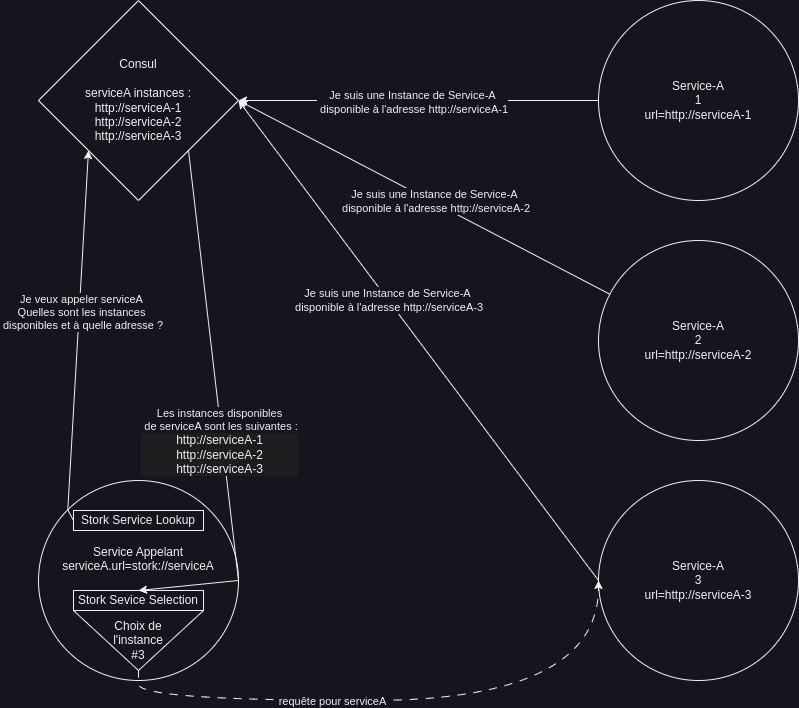 Consul
serviceA instances :
http://serviceA-1
http://serviceA-2
http://serviceA-3
Je suis une Instance de Service-A
disponible à l'adresse http://serviceA-1
Service-A
1
url=http://serviceA-1
Je suis une Instance de Service-A
disponible à l'adresse http://serviceA-2
Service-A
2
url=http://serviceA-2
Je suis une Instance de Service-A
disponible à l'adresse http://serviceA-3
Je veux appeler serviceA
Quelles sont les instances
disponibles et à quelle adresse ?
Les instances disponibles
de serviceA sont les suivantes :
http://serviceA-1
http://serviceA-2
http://serviceA-3
Stork Service Lookup
Service Appelant
serviceA.url=stork://serviceA
Stork Sevice Selection
Choix de
l'instance
#3
Service-A
3
url=http://serviceA-3
requête pour serviceA